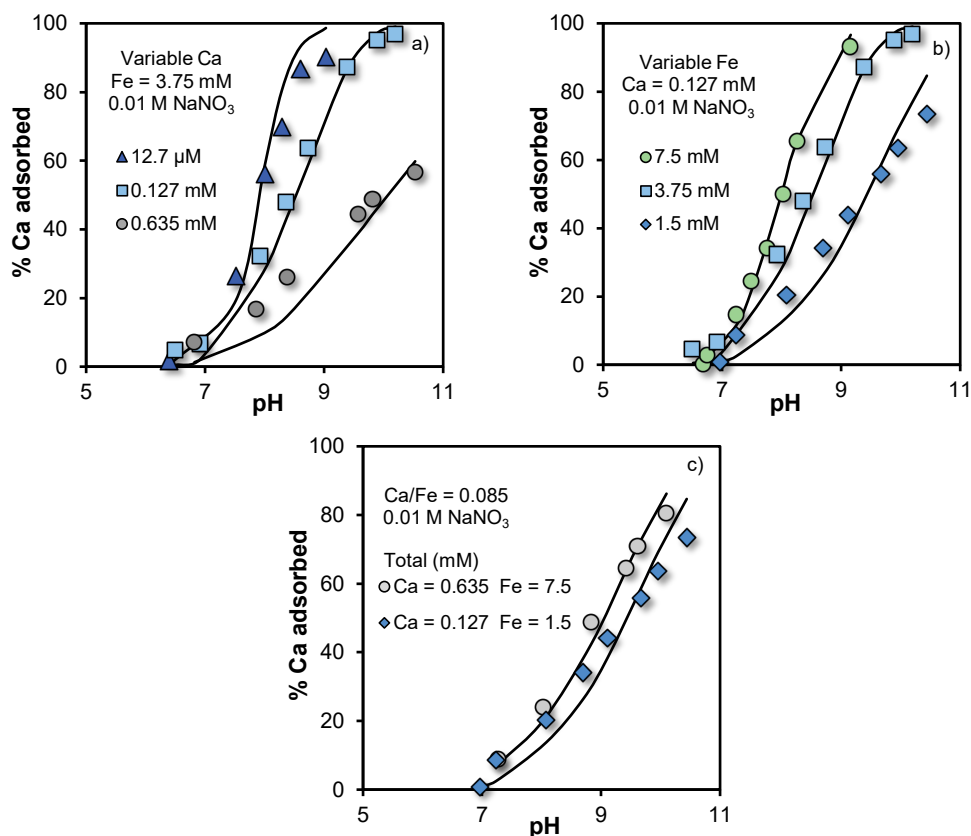 100
80
60
40
20
0
% Ca adsorbed
a)
Variable Ca
Fe = 3.75 mM
0.01 M NaNO₃
12.7 µM
0.127 mM
0.635 mM
5 7 9 11
pH
100
80
60
40
20
0
% Ca adsorbed
b)
Variable Fe
Ca = 0.127 mM
0.01 M NaNO₃
7.5 mM
3.75 mM
1.5 mM
5 7 9 11
pH
100
80
60
40
20
0
% Ca adsorbed
c)
Ca/Fe = 0.085
0.01 M NaNO₃
Total (mM)
Ca = 0.635 Fe = 7.5
Ca = 0.127 Fe = 1.5
5 7 9 11
pH